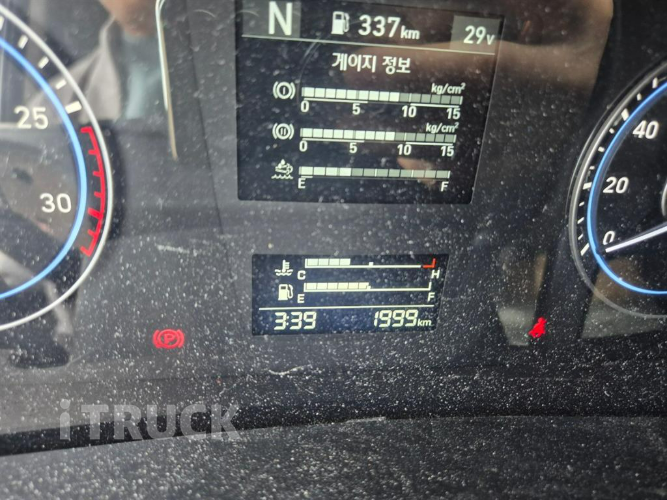 N 337km 29v
게이지 정보
kg/cm²
0 5 10 15
kg/cm²
0 5 10 15
E F
25
30
40
20
0
C H
E F
3:39 1999km
P
iTRUCK